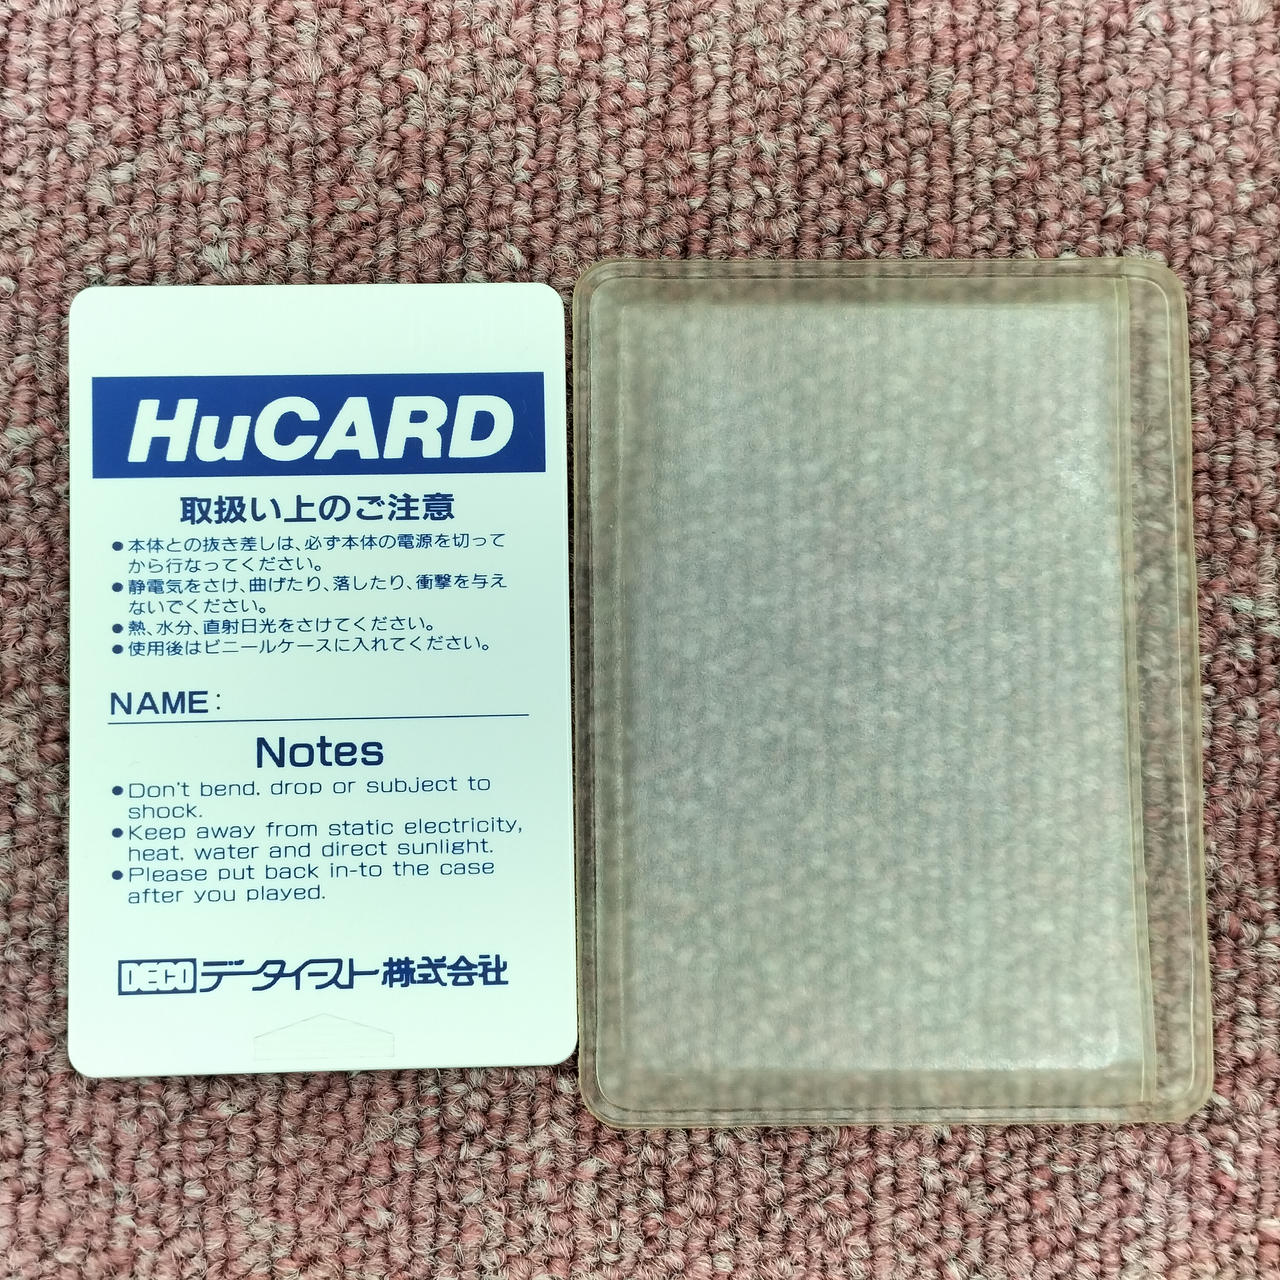 HuCARD
取扱い上のご注意
●本体との抜き差しは、必ず本体の電源を切って
から行なってください。
●静電気をさけ、曲げたり、落したり、衝撃を与え
ないでください。
●熱、水分、直射日光をさけてください。
●使用後はビニールケースに入れてください。
NAME:
Notes
●Don't bend. drop or subject to
shock.
●Keep away from static electricity,
heat, water and direct sunlight.
●Please put back in-to the case
after you played.
DECO データイースト株式会社